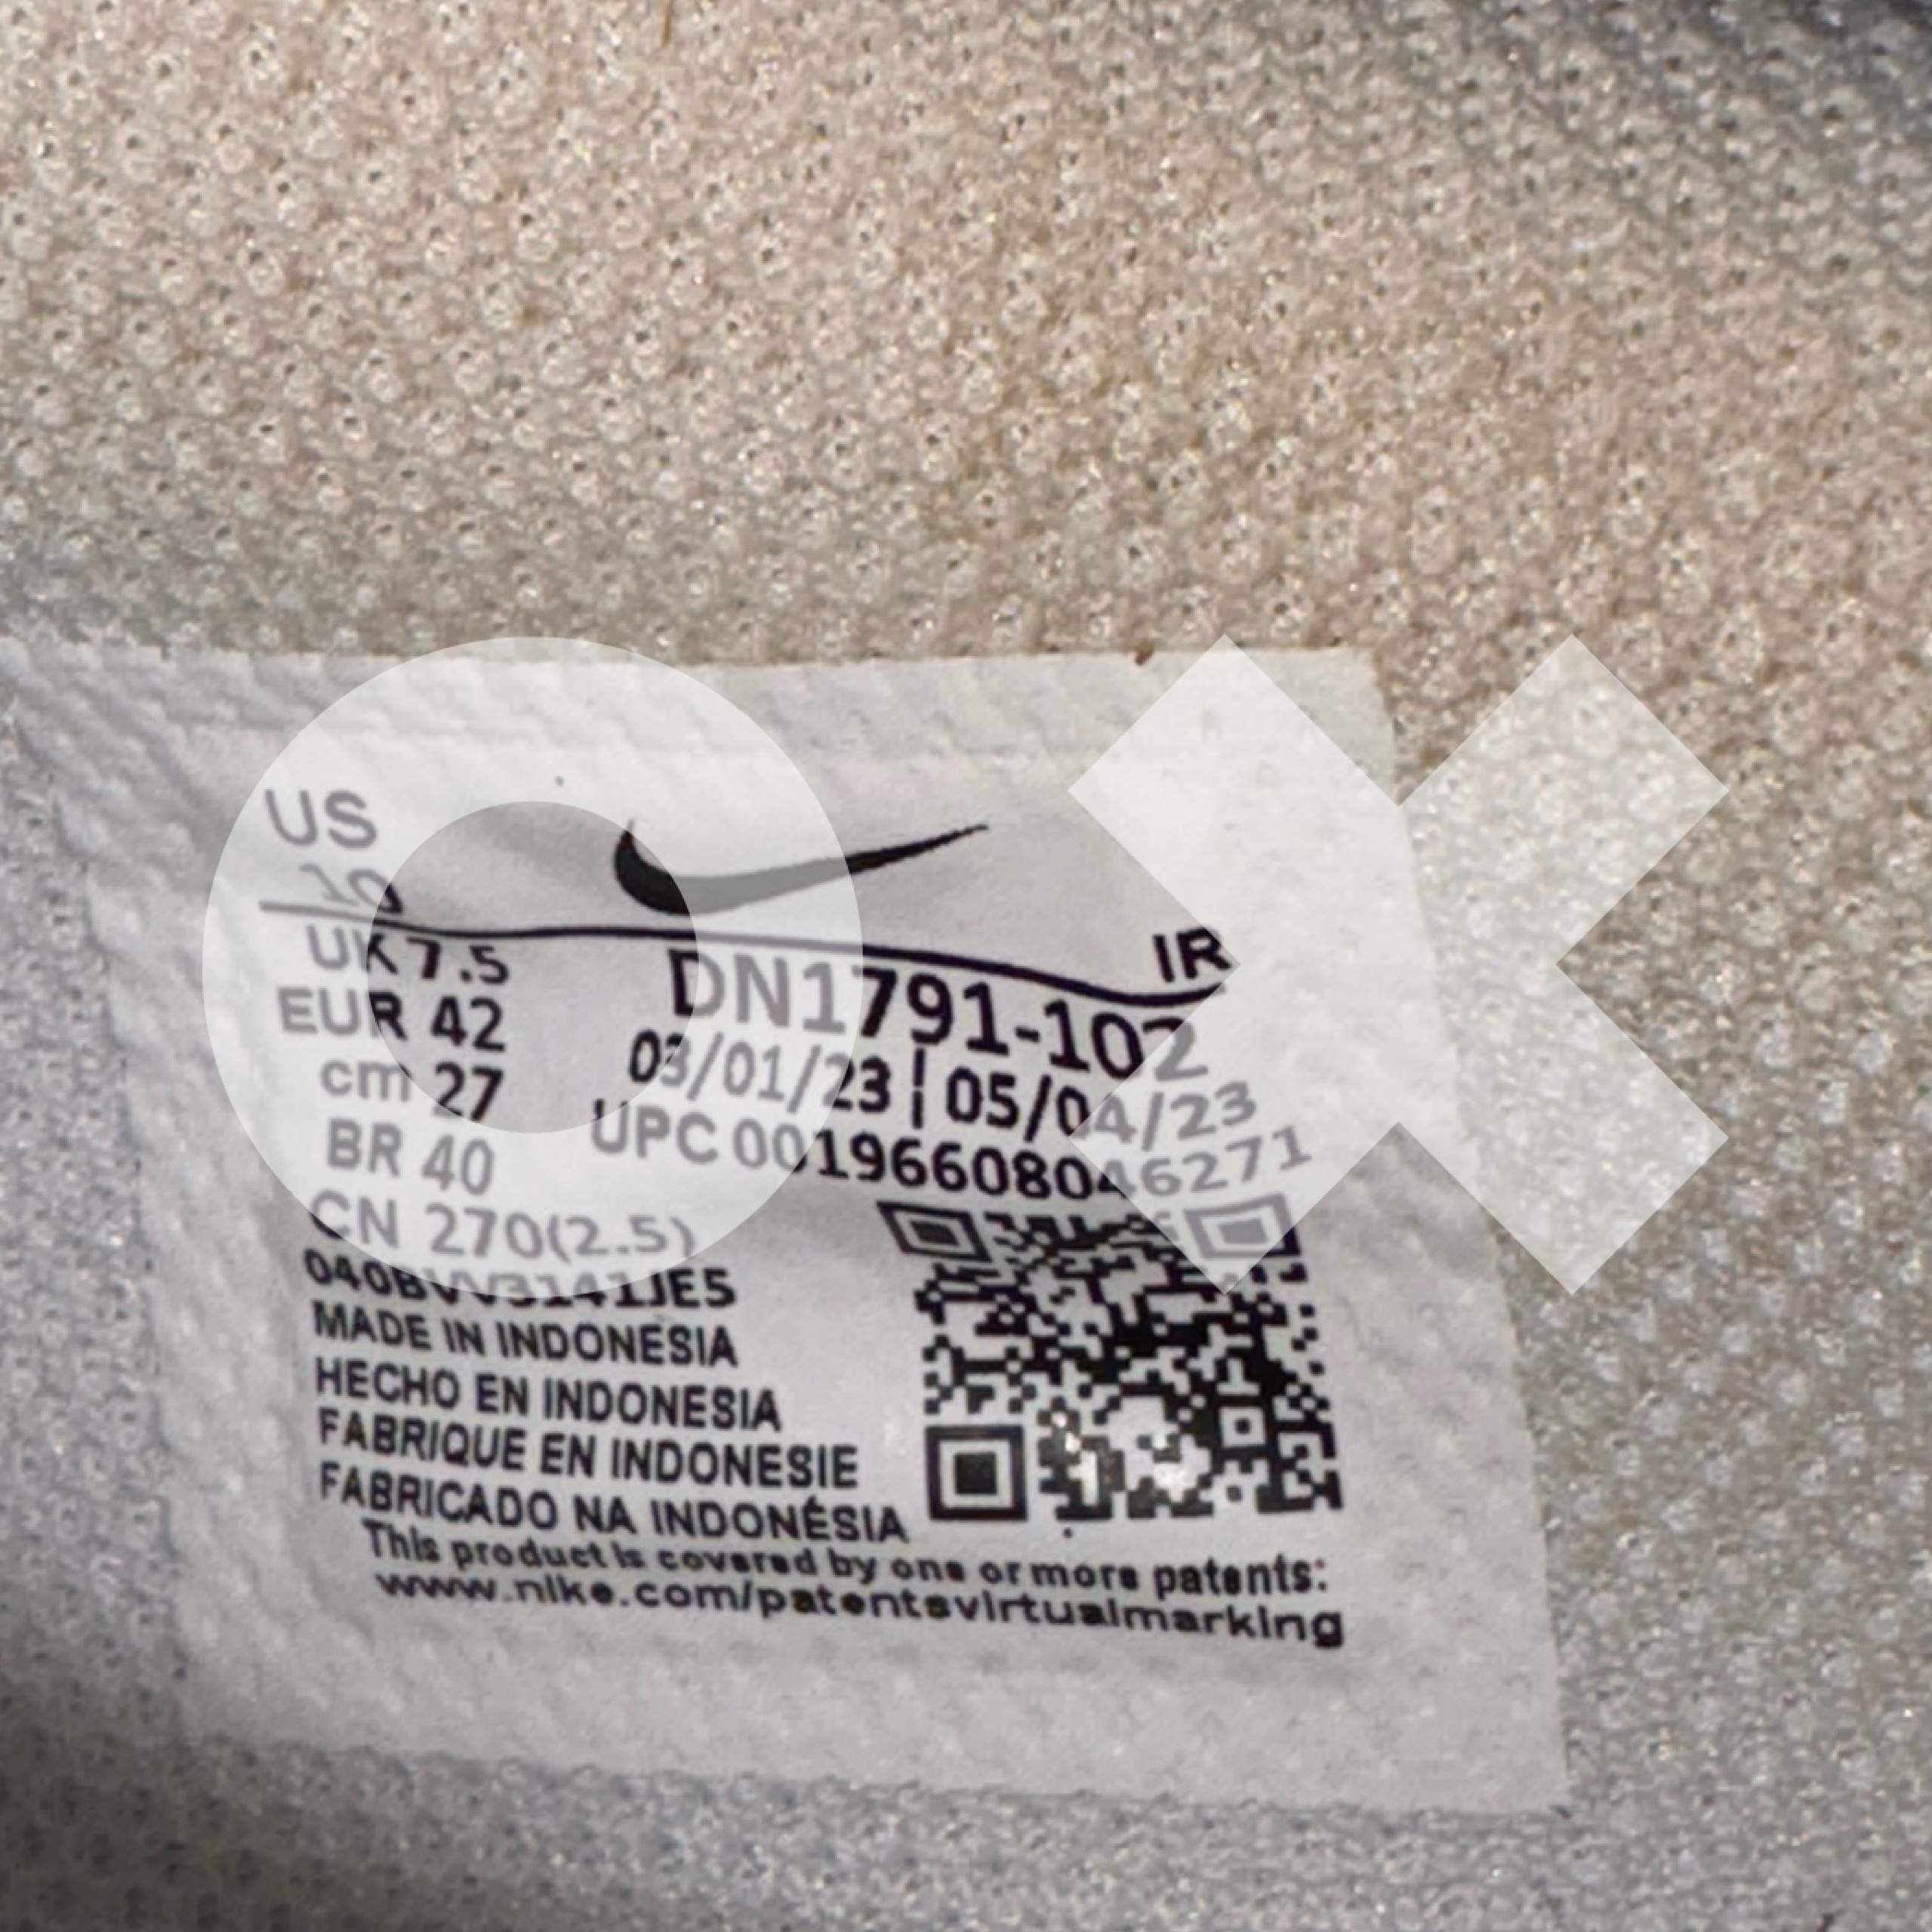 US
10
UK 7.5
EUR 42
cm 27
BR 40
CN 270(2.5)
IR
DN1791-102
03/01/23 | 05/04/23
UPC 00196608046271
040BVV3141JE5
MADE IN INDONESIA
HECHO EN INDONESIA
FABRIQUE EN INDONESIE
FABRICADO NA INDONÉSIA
This product is covered by one or more patents:
www.nike.com/patentsvirtualmarking
OX